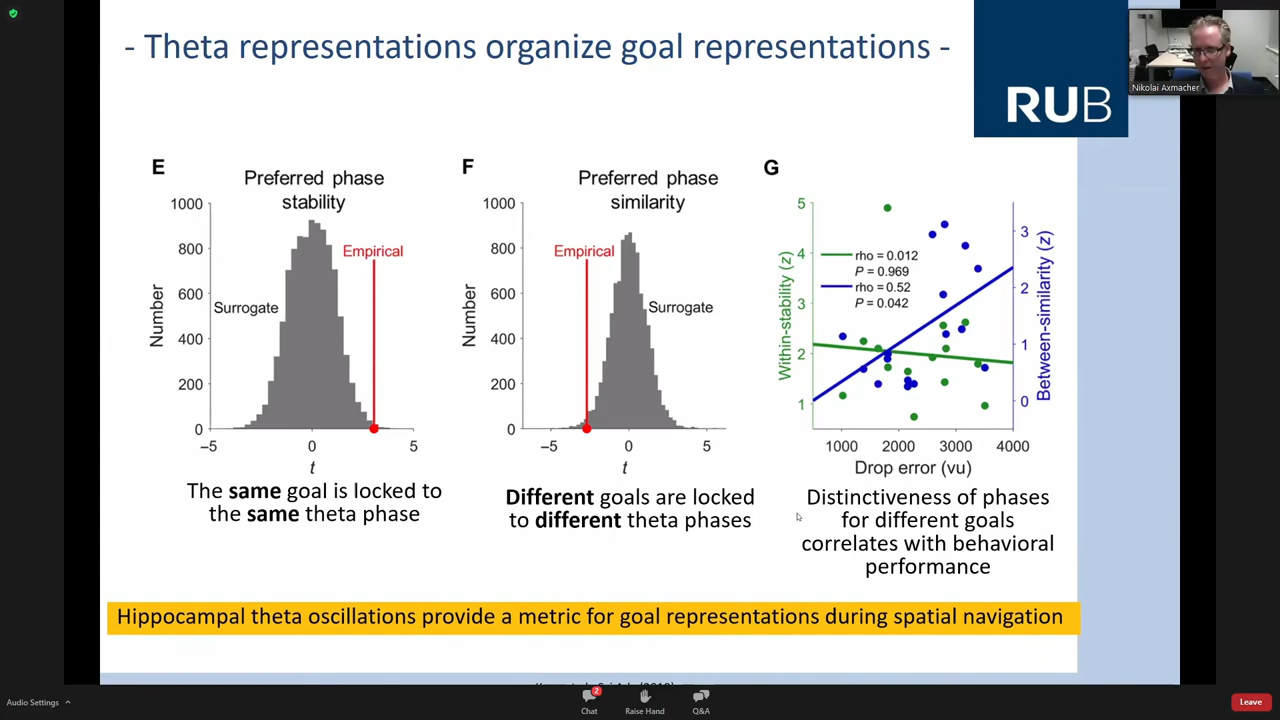 - Theta representations organize goal representations -
RUB
Nikolai Axmacher
E
Preferred phase
stability
1000
800
600
400
200
0
Number
Surrogate
Empirical
–5
0
5
t
The same goal is locked to
the same theta phase
F
Preferred phase
similarity
1000
800
600
400
200
0
Number
Empirical
Surrogate
–5
0
5
t
Different goals are locked
to different theta phases
G
5
4
3
2
1
Within-stability (z)
rho = 0.012
P = 0.969
rho = 0.52
P = 0.042
3
2
1
0
Between-similarity (z)
1000
2000
3000
4000
Drop error (vu)
Distinctiveness of phases
for different goals
correlates with behavioral
performance
Hippocampal theta oscillations provide a metric for goal representations during spatial navigation
Audio Settings
2
Chat
Raise Hand
Q&A
Leave